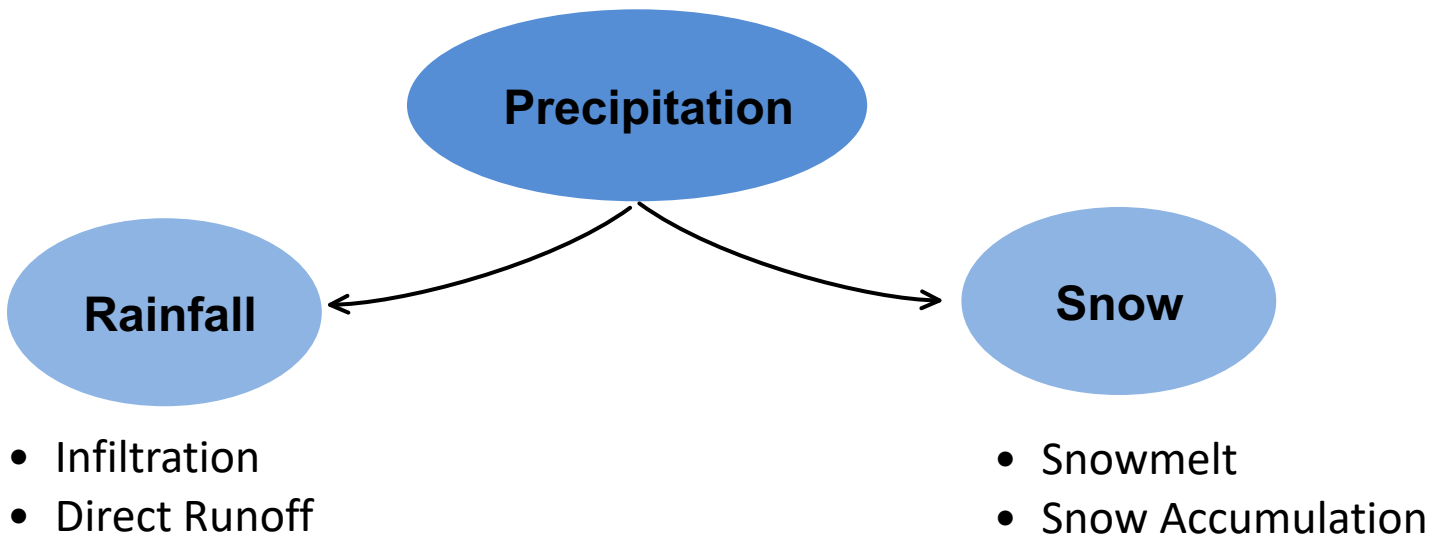 Precipitation
Rainfall
Snow
• Infiltration
• Direct Runoff
• Snowmelt
• Snow Accumulation